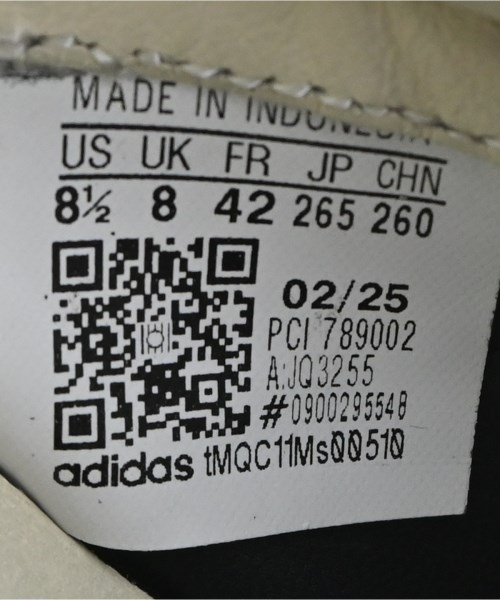 MADE IN INDONESIA
US UK FR JP CHN
8½ 8 42 265 260
02/25
PCI 789002
A:JQ3255
#0900295548
adidas tMQC11Ms00510